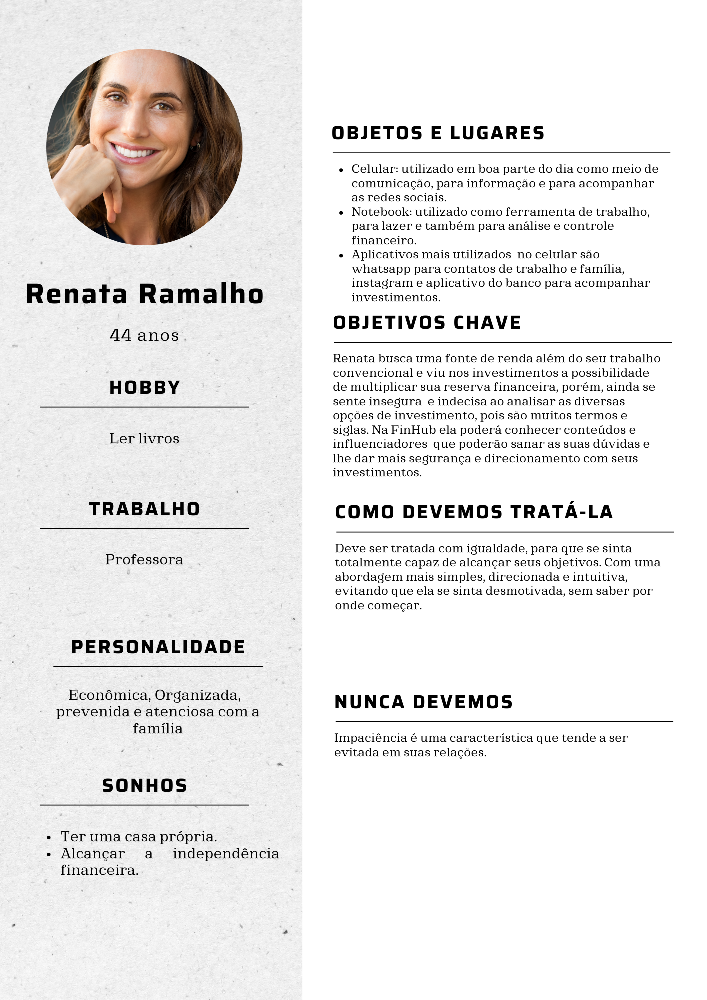 Renata Ramalho
44 anos
HOBBY
Ler livros
TRABALHO
Professora
PERSONALIDADE
Econômica, Organizada,
prevenida e atenciosa com a
família
SONHOS
• Ter uma casa própria.
• Alcançar a independência
financeira.
OBJETOS E LUGARES
• Celular: utilizado em boa parte do dia como meio de
comunicação, para informação e para acompanhar
as redes sociais.
• Notebook: utilizado como ferramenta de trabalho,
para lazer e também para análise e controle
financeiro.
• Aplicativos mais utilizados  no celular são
whatsapp para contatos de trabalho e família,
instagram e aplicativo do banco para acompanhar
investimentos.
OBJETIVOS CHAVE
Renata busca uma fonte de renda além do seu trabalho
convencional e viu nos investimentos a possibilidade
de multiplicar sua reserva financeira, porém, ainda se
sente insegura  e indecisa ao analisar as diversas
opções de investimento, pois são muitos termos e
siglas. Na FinHub ela poderá conhecer conteúdos e
influenciadores  que poderão sanar as suas dúvidas e
lhe dar mais segurança e direcionamento com seus
investimentos.
COMO DEVEMOS TRATÁ-LA
Deve ser tratada com igualdade, para que se sinta
totalmente capaz de alcançar seus objetivos. Com uma
abordagem mais simples, direcionada e intuitiva,
evitando que ela se sinta desmotivada, sem saber por
onde começar.
NUNCA DEVEMOS
Impaciência é uma característica que tende a ser
evitada em suas relações.